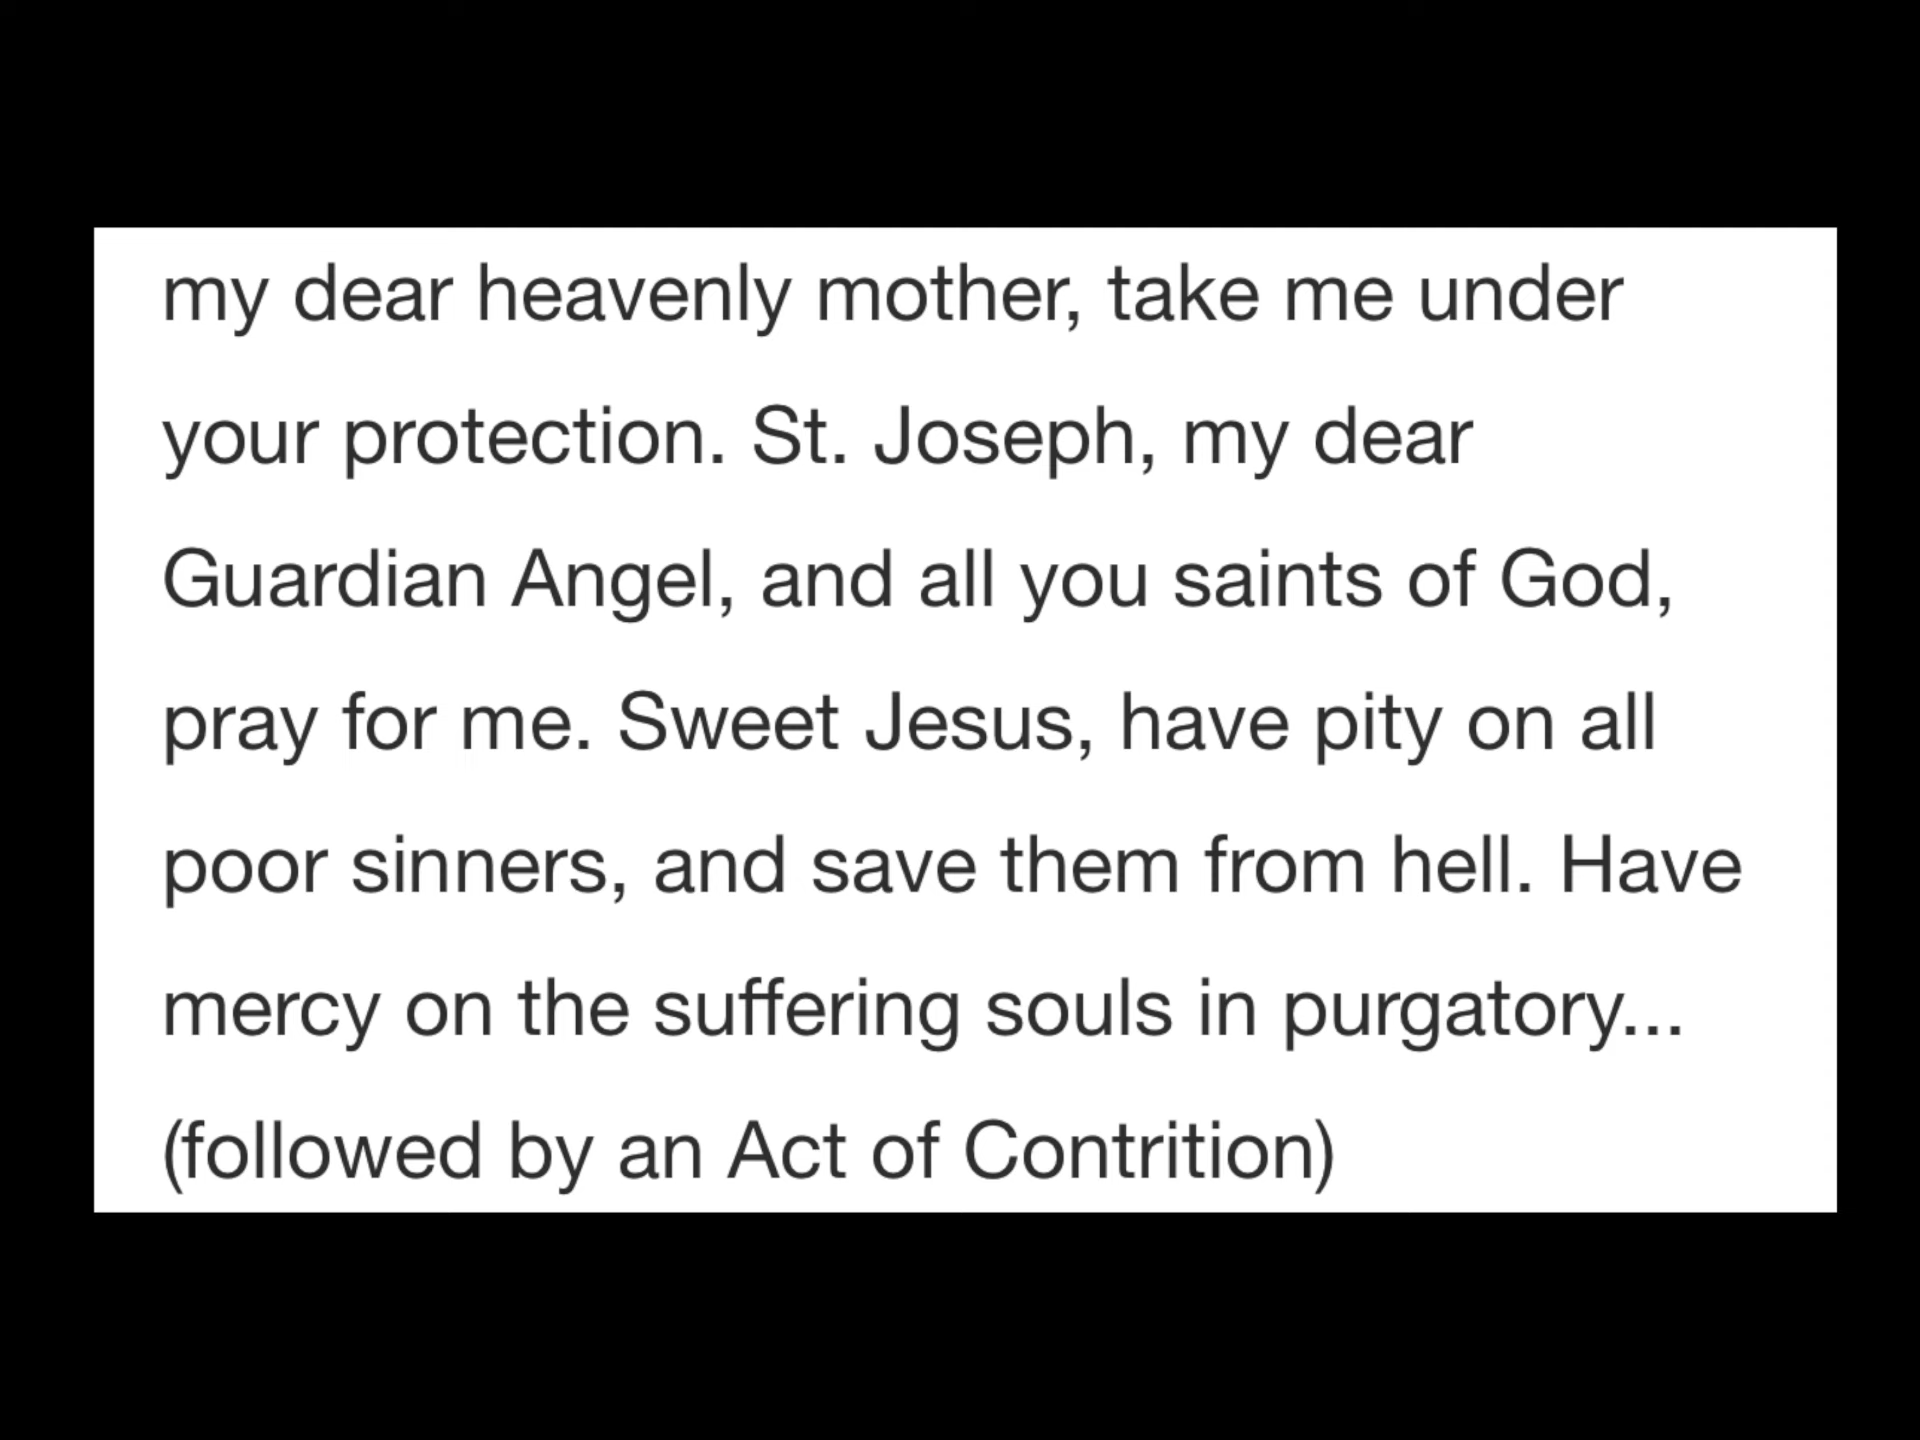 my dear heavenly mother, take me under
your protection. St. Joseph, my dear
Guardian Angel, and all you saints of God,
pray for me. Sweet Jesus, have pity on all
poor sinners, and save them from hell. Have
mercy on the suffering souls in purgatory...
(followed by an Act of Contrition)